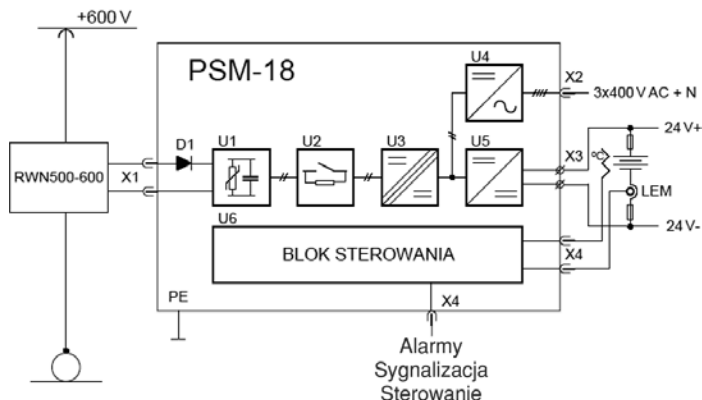 +600 V
PSM-18
U4
X2
3x400 V AC + N
D1
U1
U2
U3
U5
X3
24 V+
°C
RWN500-600
X1
LEM
U6
BLOK STEROWANIA
24 V-
X4
PE
X4
Alarmy
Sygnalizacja
Sterowanie